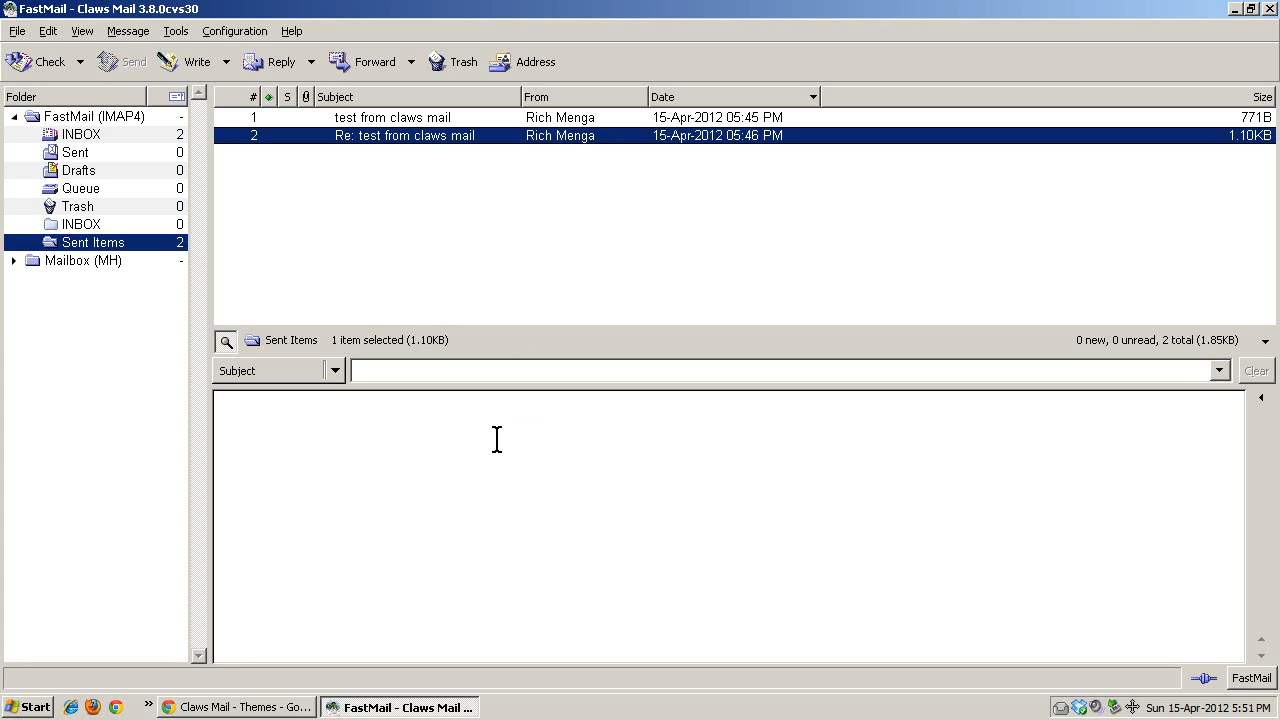 FastMail - Claws Mail 3.8.0cvs30
File Edit View Message Tools Configuration Help
Check Send Write Reply Forward Trash Address
Folder # S Subject From Date Size
FastMail (IMAP4) -
INBOX 2
Sent 0
Drafts 0
Queue 0
Trash 0
INBOX 0
Sent Items 2
Mailbox (MH) -
1 test from claws mail Rich Menga 15-Apr-2012 05:45 PM 771B
2 Re: test from claws mail Rich Menga 15-Apr-2012 05:46 PM 1.10KB
Sent Items 1 item selected (1.10KB) 0 new, 0 unread, 2 total (1.85KB)
Subject Clear
FastMail
Start » Claws Mail - Themes - Go... FastMail - Claws Mail ... Sun 15-Apr-2012 5:51 PM